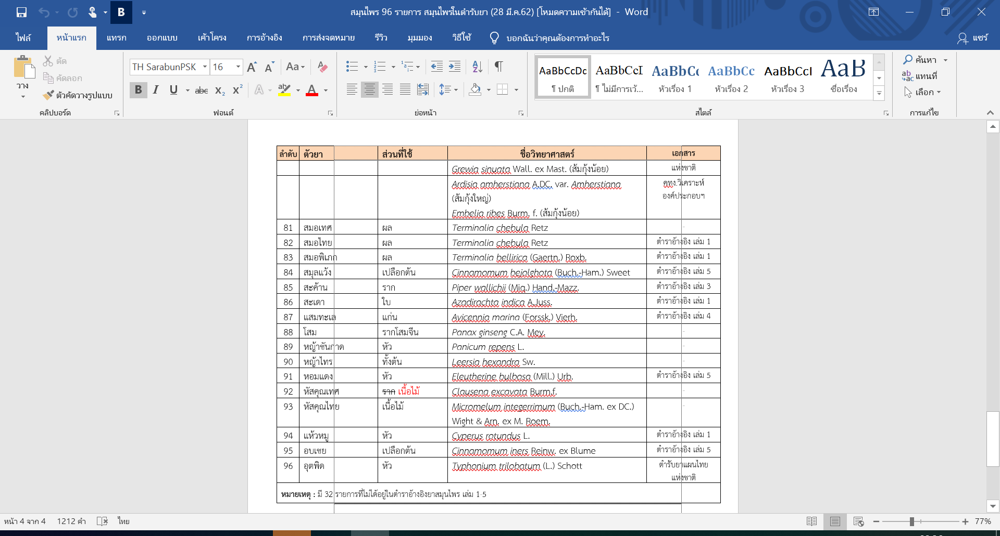 B สมุนไพร 96 รายการ สมุนไพรในตำรับยา (28 มี.ค.62) [โหมดความเข้ากันได้] - Word
ไฟล์ หน้าแรก แทรก ออกแบบ เค้าโครง การอ้างอิง การส่งจดหมาย รีวิว มุมมอง วิธีใช้ บอกฉันว่าคุณต้องการทำอะไร แชร์
วาง ตัด คัดลอก ตัวคัดวางรูปแบบ
คลิปบอร์ด
TH SarabunPSK 16 A A Aa
B I U abc X₂ X² A ab A
ฟอนต์
ย่อหน้า
AaBbCcDc AaBbCcI AaBbCc AaBbCc AaBbCcI AaB
¶ ปกติ ¶ ไม่มีการเว้... หัวเรื่อง 1 หัวเรื่อง 2 หัวเรื่อง 3 ชื่อเรื่อง
สไตล์
ค้นหา
แทนที่
เลือก
การแก้ไข
ลำดับ ตัวยา ส่วนที่ใช้ ชื่อวิทยาศาสตร์ เอกสาร
Grewia sinuata Wall. ex Mast. (ส้มกุ้งน้อย) แห่งชาติ
Ardisia amherstiana A.DC. var. Amherstiana คทง.วิเคราะห์
(ส้มกุ้งใหญ่) องค์ประกอบฯ
Embelia ribes Burm. f. (ส้มกุ้งน้อย)
81 สมอเทศ ผล Terminalia chebula Retz -
82 สมอไทย ผล Terminalia chebula Retz ตำราอ้างอิง เล่ม 1
83 สมอพิเภก ผล Terminalia bellirica (Gaertn.) Roxb. ตำราอ้างอิง เล่ม 1
84 สมุลแว้ง เปลือกต้น Cinnamomum bejolghota (Buch.-Ham.) Sweet ตำราอ้างอิง เล่ม 5
85 สะค้าน ราก Piper wallichii (Miq.) Hand.-Mazz. ตำราอ้างอิง เล่ม 3
86 สะเดา ใบ Azadirachta indica A.Juss. ตำราอ้างอิง เล่ม 1
87 แสมทะเล แก่น Avicennia marina (Forssk.) Vierh. ตำราอ้างอิง เล่ม 4
88 โสม รากโสมจีน Panax ginseng C.A. Mey. -
89 หญ้าชันกาด หัว Panicum repens L. -
90 หญ้าไทร ทั้งต้น Leersia hexandra Sw. -
91 หอมแดง หัว Eleutherine bulbosa (Mill.) Urb. ตำราอ้างอิง เล่ม 5
92 หัสคุณเทศ ราก เนื้อไม้ Clausena excavata Burm.f. -
93 หัสคุณไทย เนื้อไม้ Micromelum integerrimum (Buch.-Ham. ex DC.) -
Wight & Arn. ex M. Roem.
94 แห้วหมู หัว Cyperus rotundus L. ตำราอ้างอิง เล่ม 1
95 อบเชย เปลือกต้น Cinnamomum iners Reinw. ex Blume ตำราอ้างอิง เล่ม 5
96 อุตพิด หัว Typhonium trilobatum (L.) Schott ตำรับยาแผนไทย
แห่งชาติ
หมายเหตุ : มี 32 รายการที่ไม่ได้อยู่ในตำราอ้างอิงยาสมุนไพร เล่ม 1-5
หน้า 4 จาก 4 1212 คำ ไทย 77%